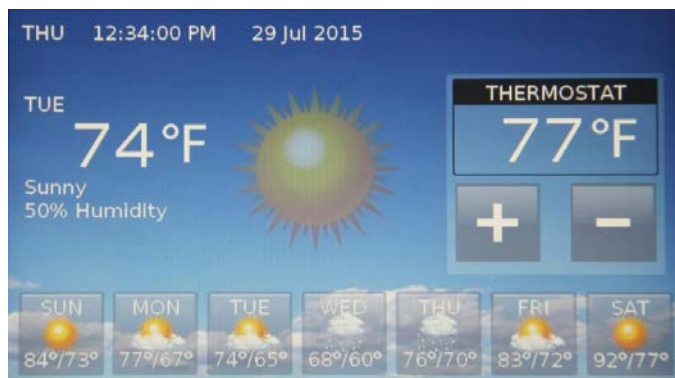 THU 12:34:00 PM 29 Jul 2015
TUE
74°F
Sunny
50% Humidity
THERMOSTAT
77°F
+ −
SUN MON TUE WED THU FRI SAT
84°/73° 77°/67° 74°/65° 68°/60° 76°/70° 83°/72° 92°/77°